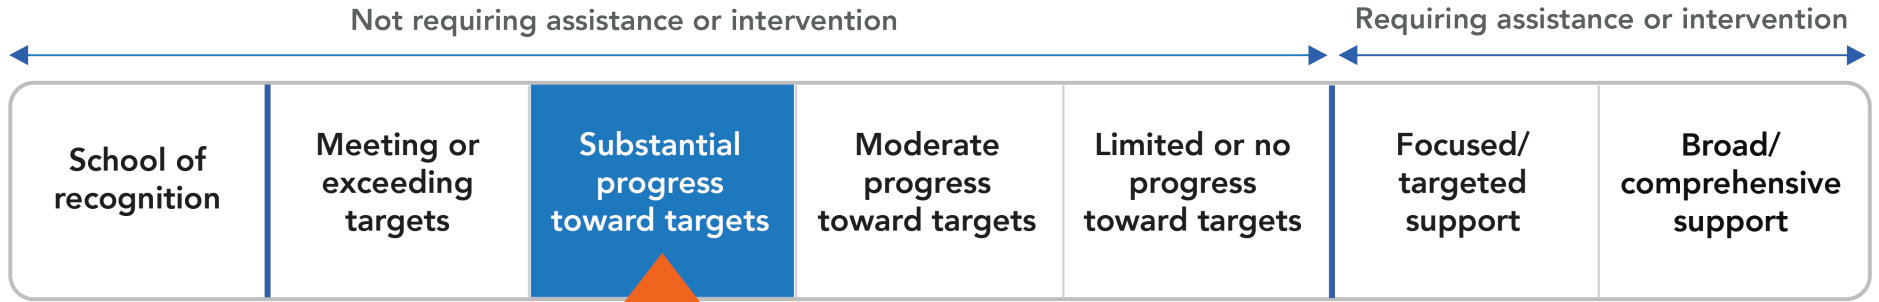 Not requiring assistance or intervention
Requiring assistance or intervention
School of
recognition
Meeting or
exceeding
targets
Substantial
progress
toward targets
Moderate
progress
toward targets
Limited or no
progress
toward targets
Focused/
targeted
support
Broad/
comprehensive
support